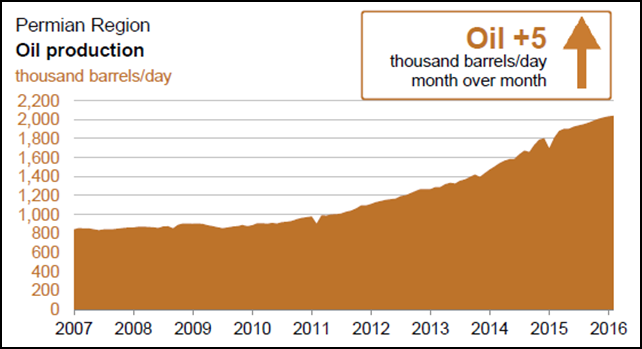 Permian Region
Oil production
thousand barrels/day
Oil +5
thousand barrels/day
month over month
2,200
2,000
1,800
1,600
1,400
1,200
1,000
800
600
400
200
0
2007 2008 2009 2010 2011 2012 2013 2014 2015 2016